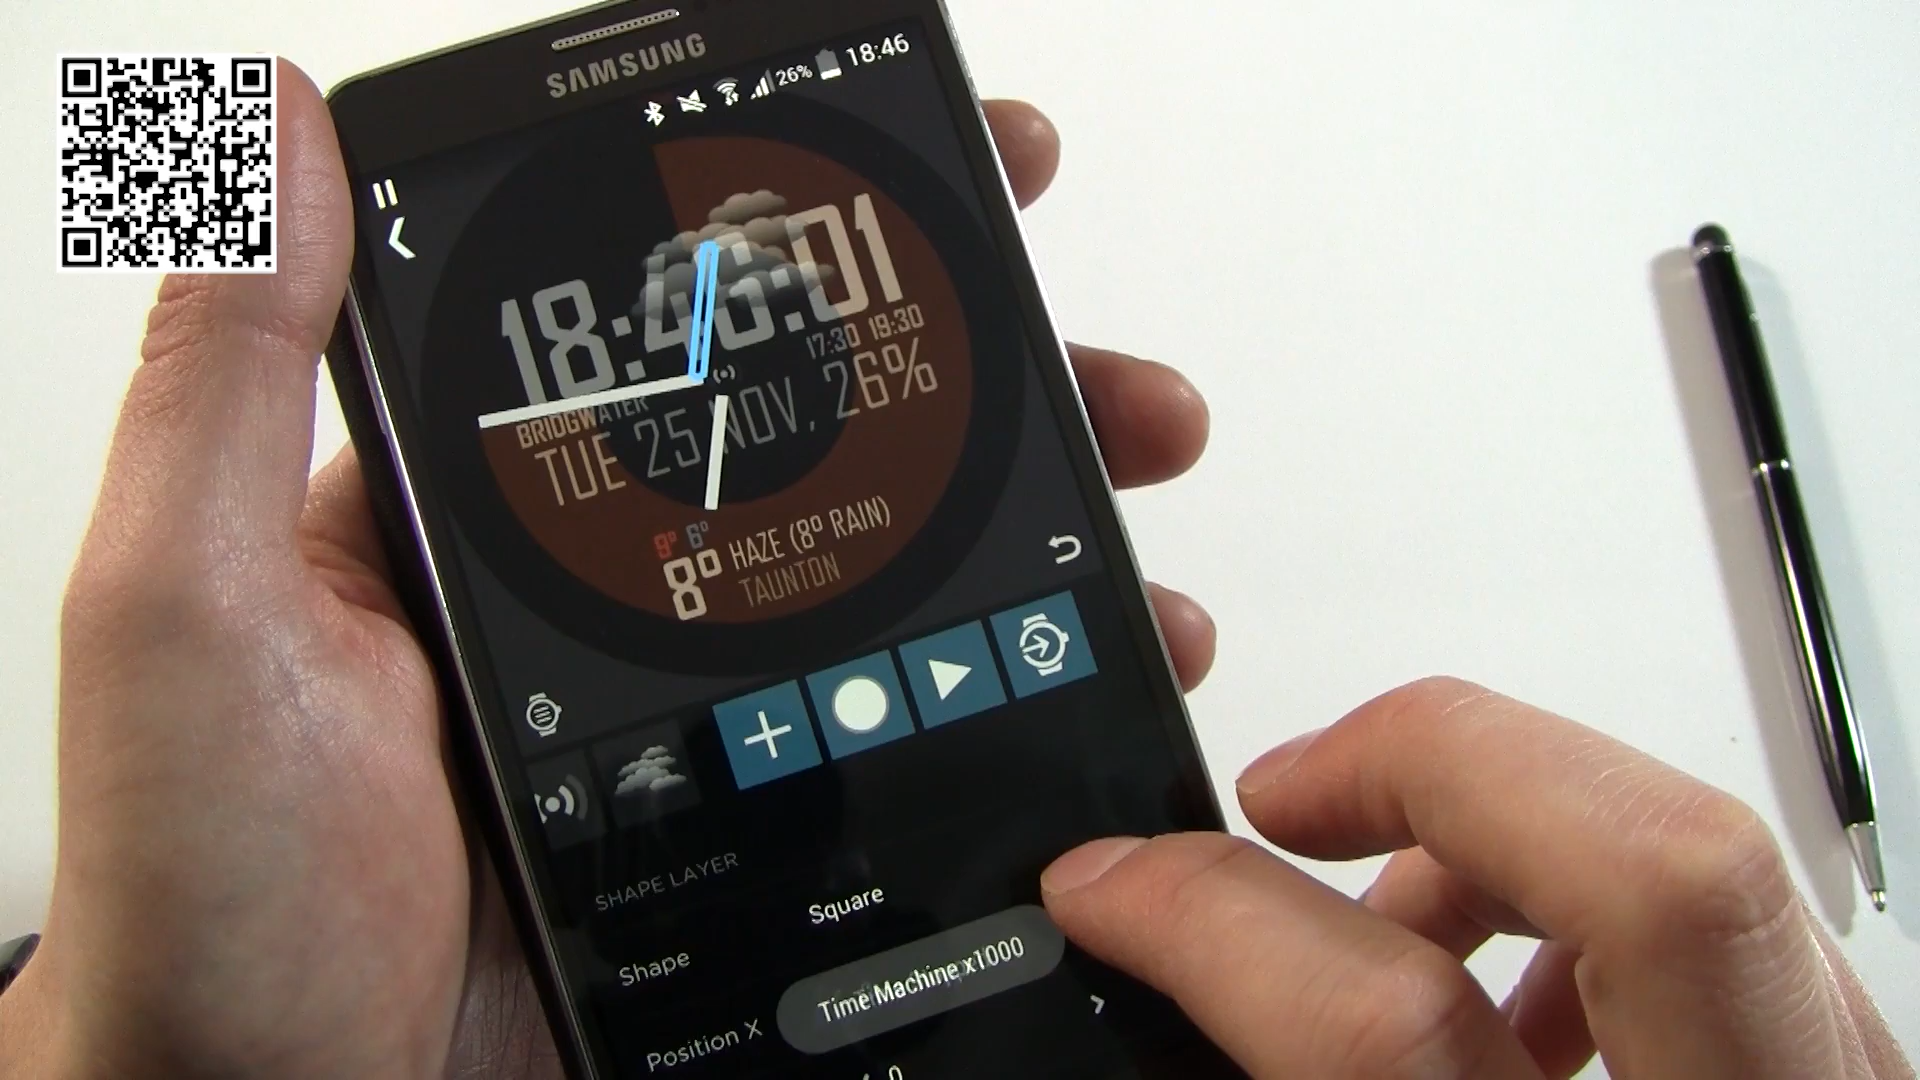 SAMSUNG
26% 18:46
18:46:01
17:30 19:30
BRIDGWATER
TUE 25 NOV, 26%
9° 6°
8° HAZE (8° RAIN)
TAUNTON
SHAPE LAYER
Shape
Square
Time Machine x1000
Position X
0